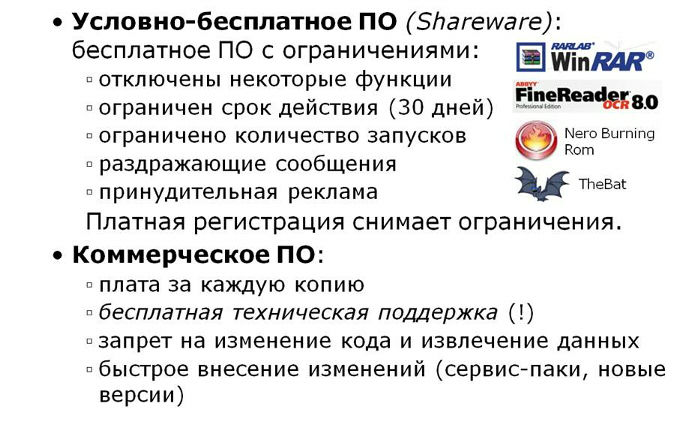 • Условно-бесплатное ПО (Shareware):
бесплатное ПО с ограничениями:
▫ отключены некоторые функции
▫ ограничен срок действия (30 дней)
▫ ограничено количество запусков
▫ раздражающие сообщения
▫ принудительная реклама
Платная регистрация снимает ограничения.
RARLAB®
WinRAR®
ABBYY
FineReader
Professional Edition OCR 8.0
Nero Burning
Rom
TheBat
• Коммерческое ПО:
▫ плата за каждую копию
▫ бесплатная техническая поддержка (!)
▫ запрет на изменение кода и извлечение данных
▫ быстрое внесение изменений (сервис-паки, новые
версии)